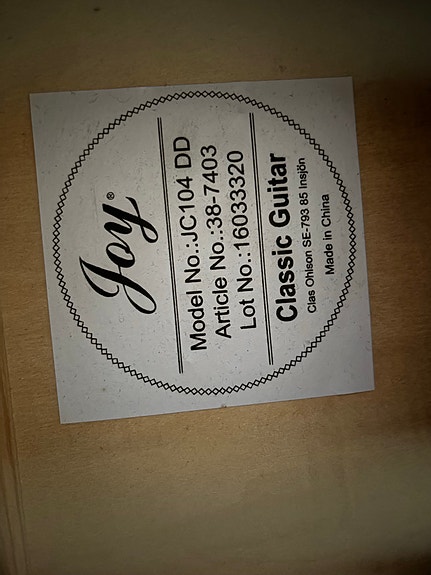 Joy®
Model No.:JC104 DD
Article No.:38-7403
Lot No.:16033320
Classic Guitar
Clas Ohlson SE-793 85 Insjön
Made in China